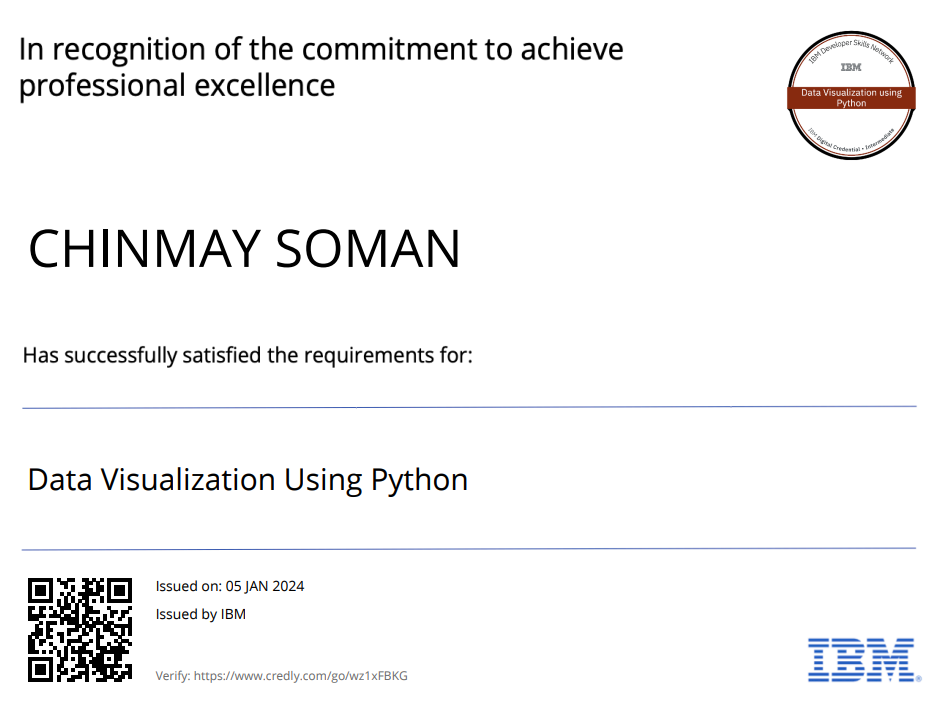 In recognition of the commitment to achieve
professional excellence
IBM Developer Skills Network
IBM
Data Visualization using
Python
IBM Digital Credential • Intermediate
CHINMAY SOMAN
Has successfully satisfied the requirements for:
Data Visualization Using Python
Issued on: 05 JAN 2024
Issued by IBM
Verify: https://www.credly.com/go/wz1xFBKG
IBM®